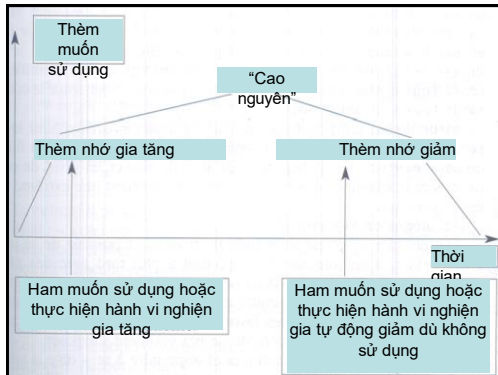 Thèm
muốn
sử dụng
“Cao
nguyên”
Thèm nhớ gia tăng
Thèm nhớ giảm
Thời
gian
Ham muốn sử dụng hoặc
thực hiện hành vi nghiện
gia tăng
Ham muốn sử dụng hoặc
thực hiện hành vi nghiện
gia tự động giảm dù không
sử dụng